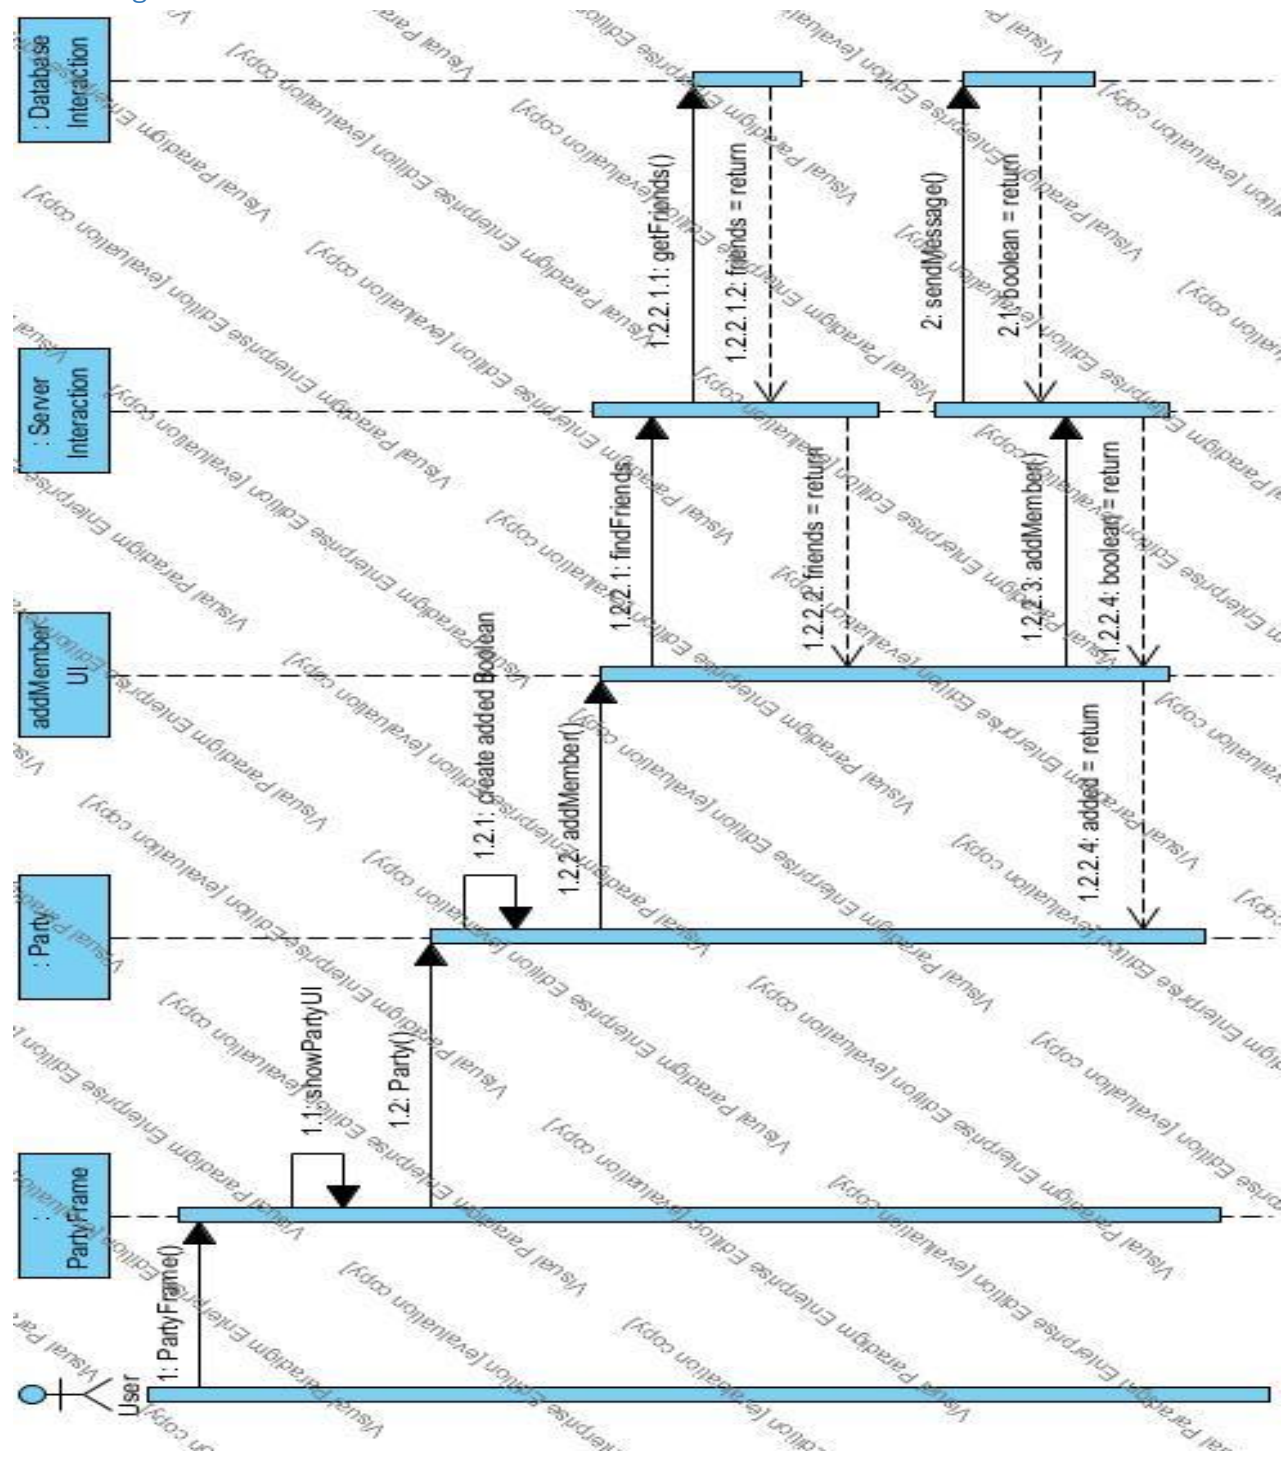 User
:
PartyFrame
: Party
addMember
UI
: Server
Interaction
: Database
Interaction
1: PartyFrame()
1.1: showPartyUI
1.2: Party()
1.2.1: create added Boolean
1.2.2: addMember()
1.2.2.1: findFriends
1.2.2.1.1: getFriends()
1.2.2.1.2: friends = return
1.2.2.2: friends = return
2: sendMessage()
2.1: boolean = return
1.2.2.3: addMember()
1.2.2.4: boolean = return
1.2.2.4: added = return
Visual Paradigm Enterprise Edition [evaluation copy]